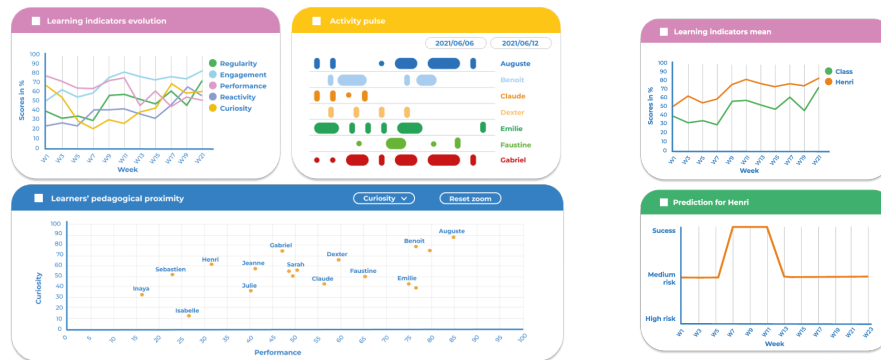 Learning indicators evolution
Scores in %
100
90
80
70
60
50
40
30
20
10
0
W1
W3
W5
W7
W9
W11
W13
W15
W17
W19
W21
Week
Regularity
Engagement
Performance
Reactivity
Curiosity
Activity pulse
2021/06/06
2021/06/12
Auguste
Benoit
Claude
Dexter
Emilie
Faustine
Gabriel
Learning indicators mean
Scores in %
100
90
80
70
60
50
40
30
20
10
0
W1
W3
W5
W7
W9
W11
W13
W15
W17
W19
W21
Week
Class
Henri
Learners' pedagogical proximity
Curiosity
Reset zoom
Curiosity
100
90
80
70
60
50
40
30
20
10
0
Auguste
Benoit
Gabriel
Dexter
Henri
Jeanne
Sarah
Sebastien
Faustine
Claude
Emilie
Inaya
Julie
Isabelle
0
5
10
15
20
25
30
35
40
45
50
55
60
65
70
75
80
85
90
95
100
Performance
Prediction for Henri
Sucess
Medium
risk
High risk
W1
W3
W5
W7
W9
W11
W13
W15
W17
W19
W21
W23
Week